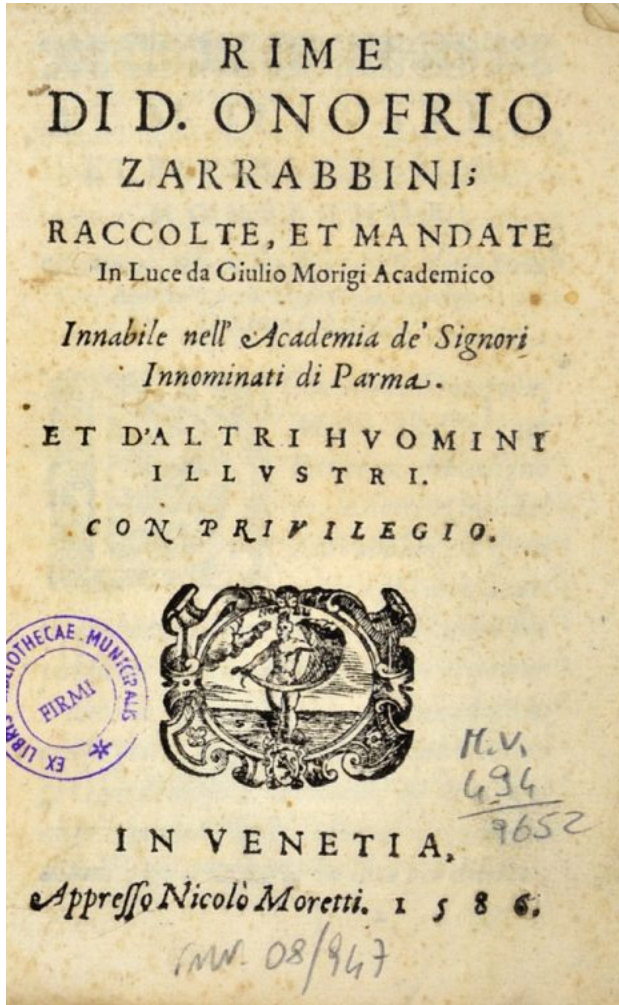 RIME
DI D. ONOFRIO
ZARRABBINI;
RACCOLTE, ET MANDATE
In Luce da Giulio Morigi Academico
Innabile nell' Academia de' Signori
Innominati di Parma.
ET D'ALTRI HVOMINI
ILLVSTRI.
CON PRIVILEGIO.
EX LIBRIS BIBLIOTHECAE MUNICIPALIS
FIRMI
M.V.
494
9652
IN VENETIA,
Appresso Nicolò Moretti. 1586.
inv. 08/947